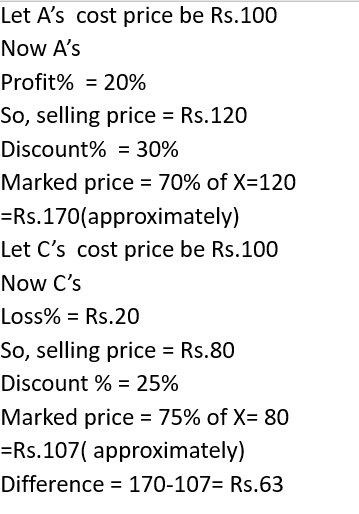 Let A's cost price be Rs.100
Now A's
Profit% = 20%
So, selling price = Rs.120
Discount% = 30%
Marked price = 70% of X=120
=Rs.170(approximately)
Let C's cost price be Rs.100
Now C's
Loss% = Rs.20
So, selling price = Rs.80
Discount % = 25%
Marked price = 75% of X= 80
=Rs.107( approximately)
Difference = 170-107= Rs.63